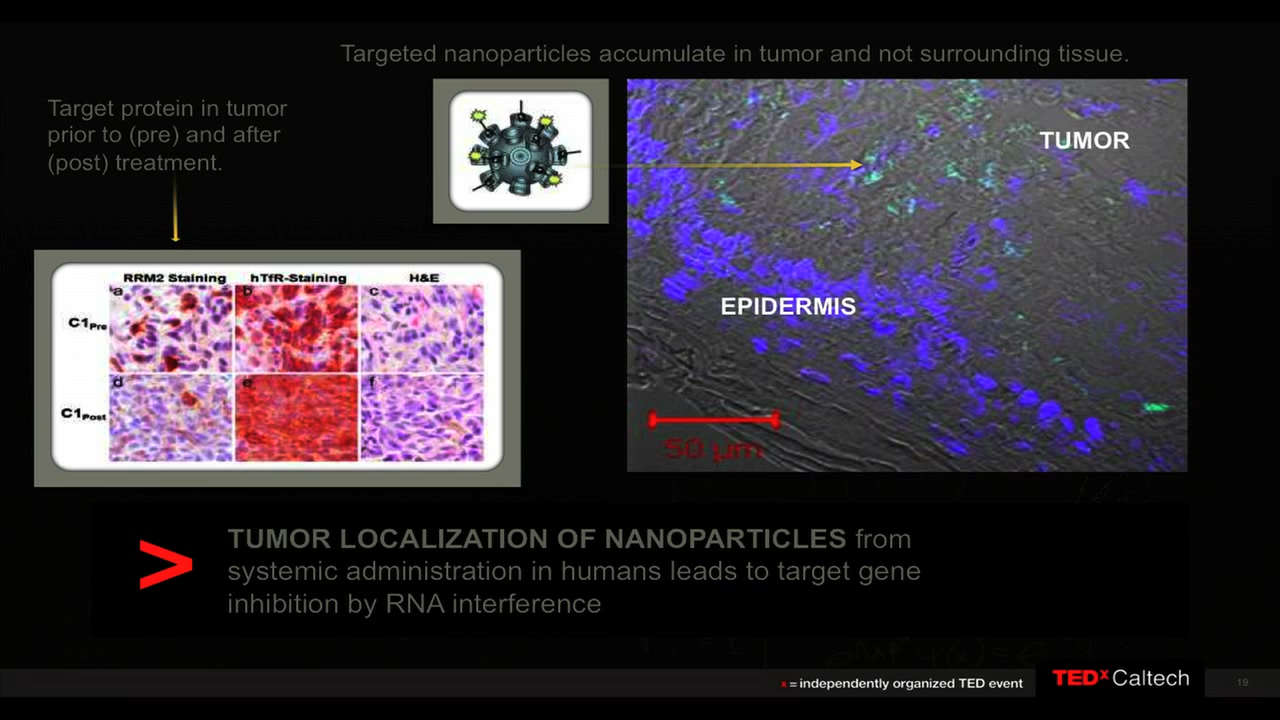 Targeted nanoparticles accumulate in tumor and not surrounding tissue.
Target protein in tumor
prior to (pre) and after
(post) treatment.
TUMOR
EPIDERMIS
50 µm
RRM2 Staining hTfR-Staining H&E
a b c
C1Pre
d e f
C1Post
> TUMOR LOCALIZATION OF NANOPARTICLES from
systemic administration in humans leads to target gene
inhibition by RNA interference
x = independently organized TED event
TEDx Caltech
19